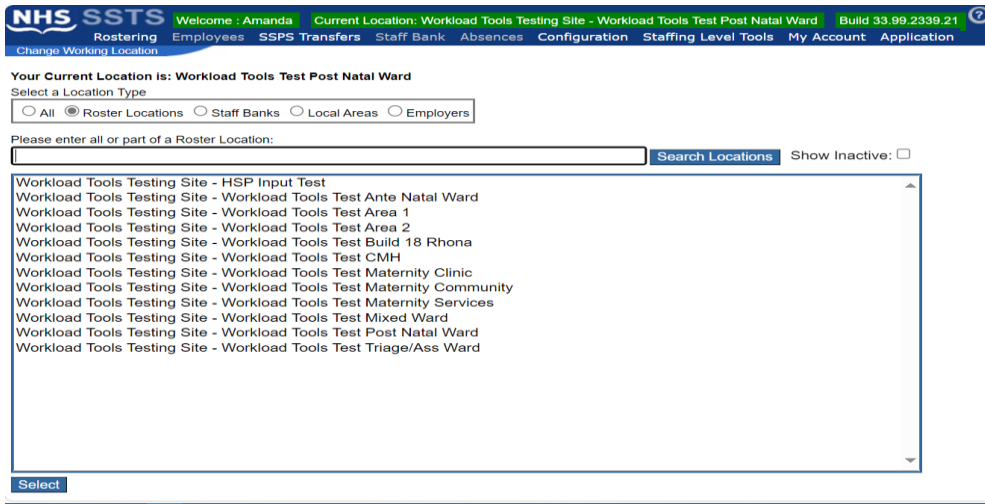 NHS SSTS Welcome : Amanda Current Location: Workload Tools Testing Site - Workload Tools Test Post Natal Ward Build 33.99.2339.21 ?
Rostering Employees SSPS Transfers Staff Bank Absences Configuration Staffing Level Tools My Account Application
Change Working Location
Your Current Location is: Workload Tools Test Post Natal Ward
Select a Location Type
All Roster Locations Staff Banks Local Areas Employers
Please enter all or part of a Roster Location:
Search Locations Show Inactive:
Workload Tools Testing Site - HSP Input Test
Workload Tools Testing Site - Workload Tools Test Ante Natal Ward
Workload Tools Testing Site - Workload Tools Test Area 1
Workload Tools Testing Site - Workload Tools Test Area 2
Workload Tools Testing Site - Workload Tools Test Build 18 Rhona
Workload Tools Testing Site - Workload Tools Test CMH
Workload Tools Testing Site - Workload Tools Test Maternity Clinic
Workload Tools Testing Site - Workload Tools Test Maternity Community
Workload Tools Testing Site - Workload Tools Test Maternity Services
Workload Tools Testing Site - Workload Tools Test Mixed Ward
Workload Tools Testing Site - Workload Tools Test Post Natal Ward
Workload Tools Testing Site - Workload Tools Test Triage/Ass Ward
Select